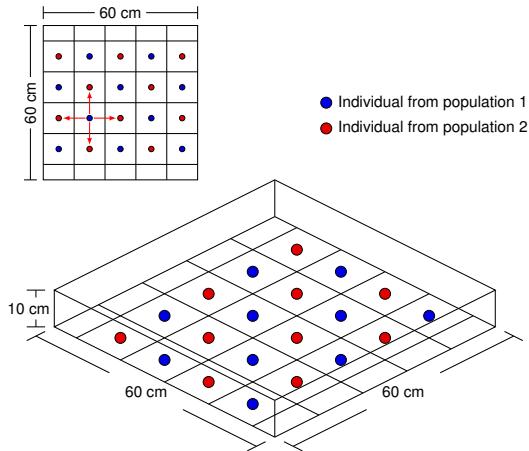 60 cm
60 cm
Individual from population 1
Individual from population 2
10 cm
60 cm
60 cm